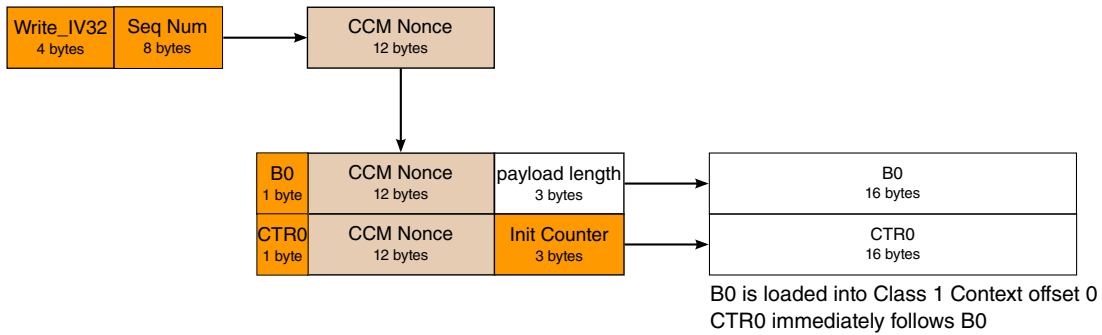 Write_IV32 Seq Num CCM Nonce
4 bytes 8 bytes 12 bytes
B0 CCM Nonce payload length B0
1 byte 12 bytes 3 bytes 16 bytes
CTR0 CCM Nonce Init Counter CTR0
1 byte 12 bytes 3 bytes 16 bytes
B0 is loaded into Class 1 Context offset 0
CTR0 immediately follows B0